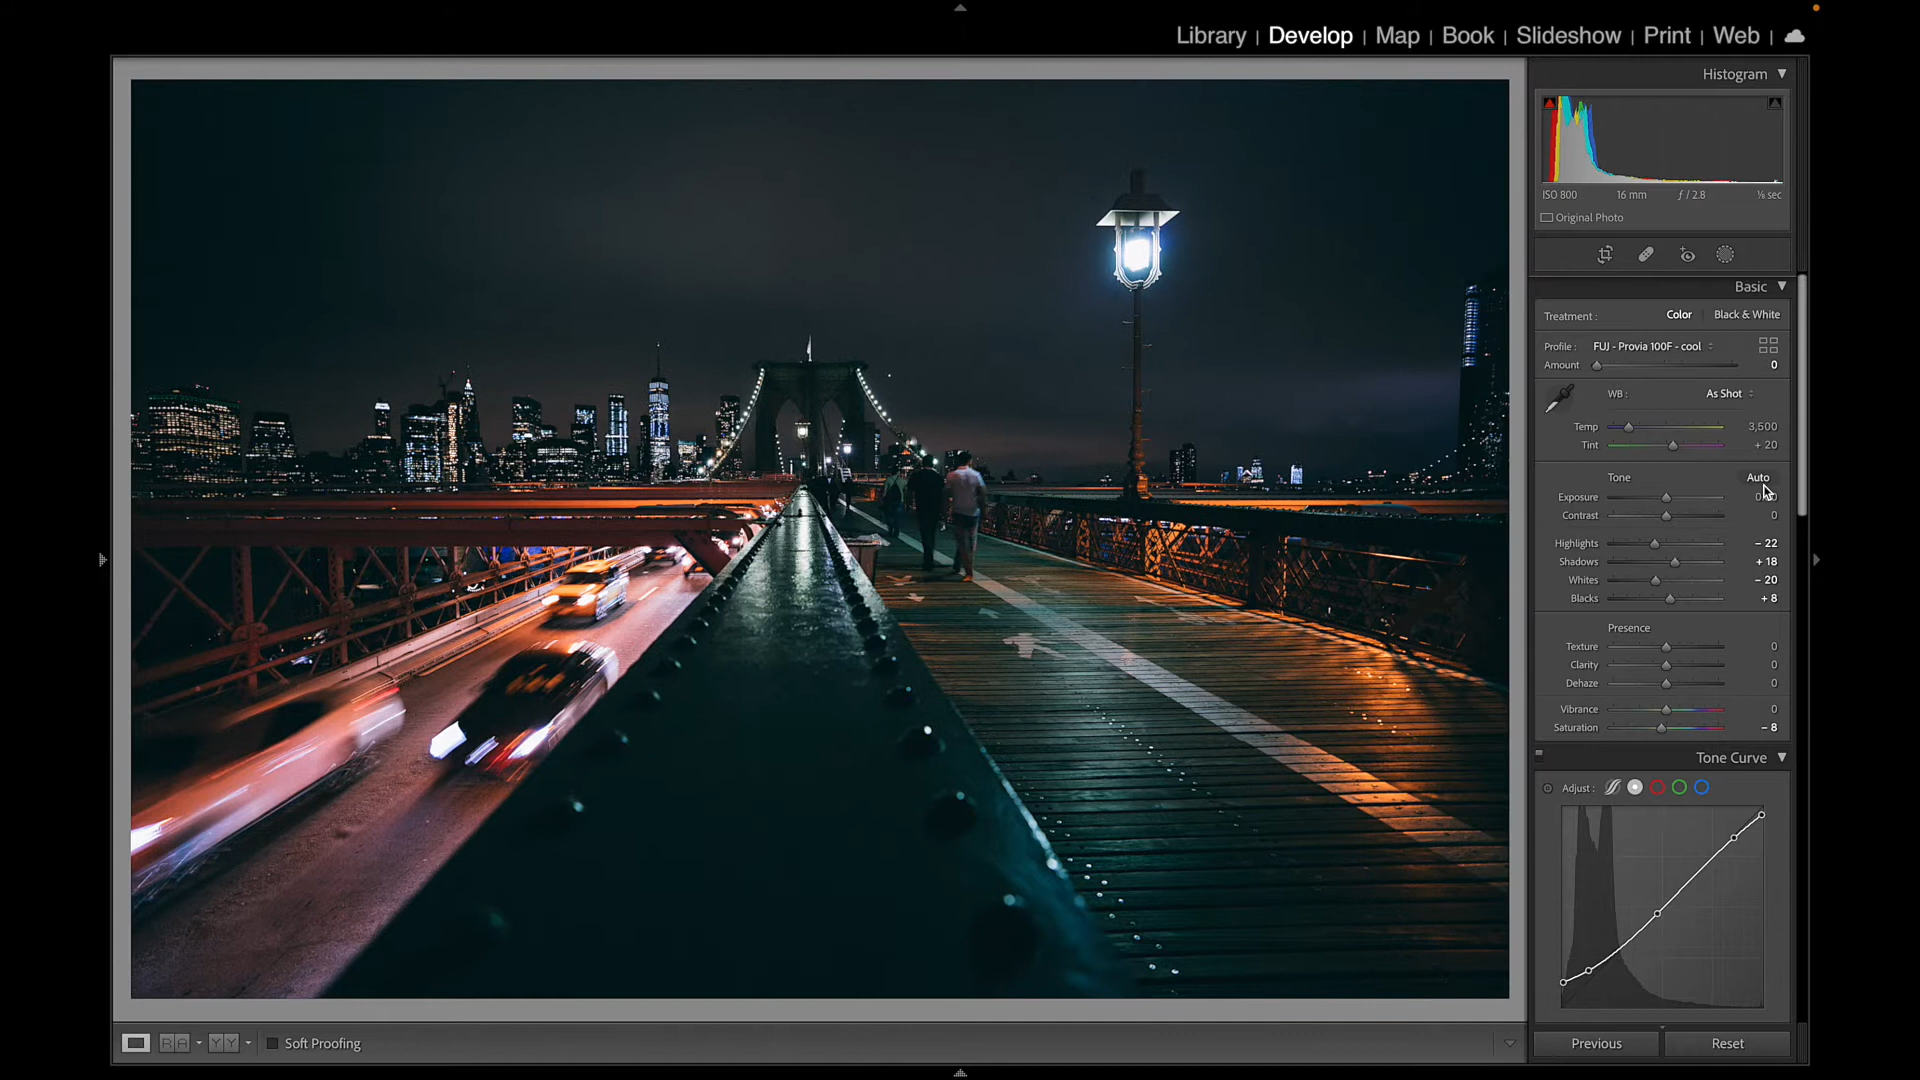 Library | Develop | Map | Book | Slideshow | Print | Web |
Histogram
ISO 800 16 mm ƒ / 2.8 ⅛ sec
Original Photo
Basic
Treatment : Color Black & White
Profile : FUJ - Provia 100F - cool
Amount 0
WB : As Shot
Temp 3,500
Tint + 20
Tone Auto
Exposure
Contrast 0
Highlights − 22
Shadows + 18
Whites − 20
Blacks + 8
Presence
Texture 0
Clarity 0
Dehaze 0
Vibrance 0
Saturation − 8
Tone Curve
Adjust :
Previous Reset
R A Y Y Soft Proofing